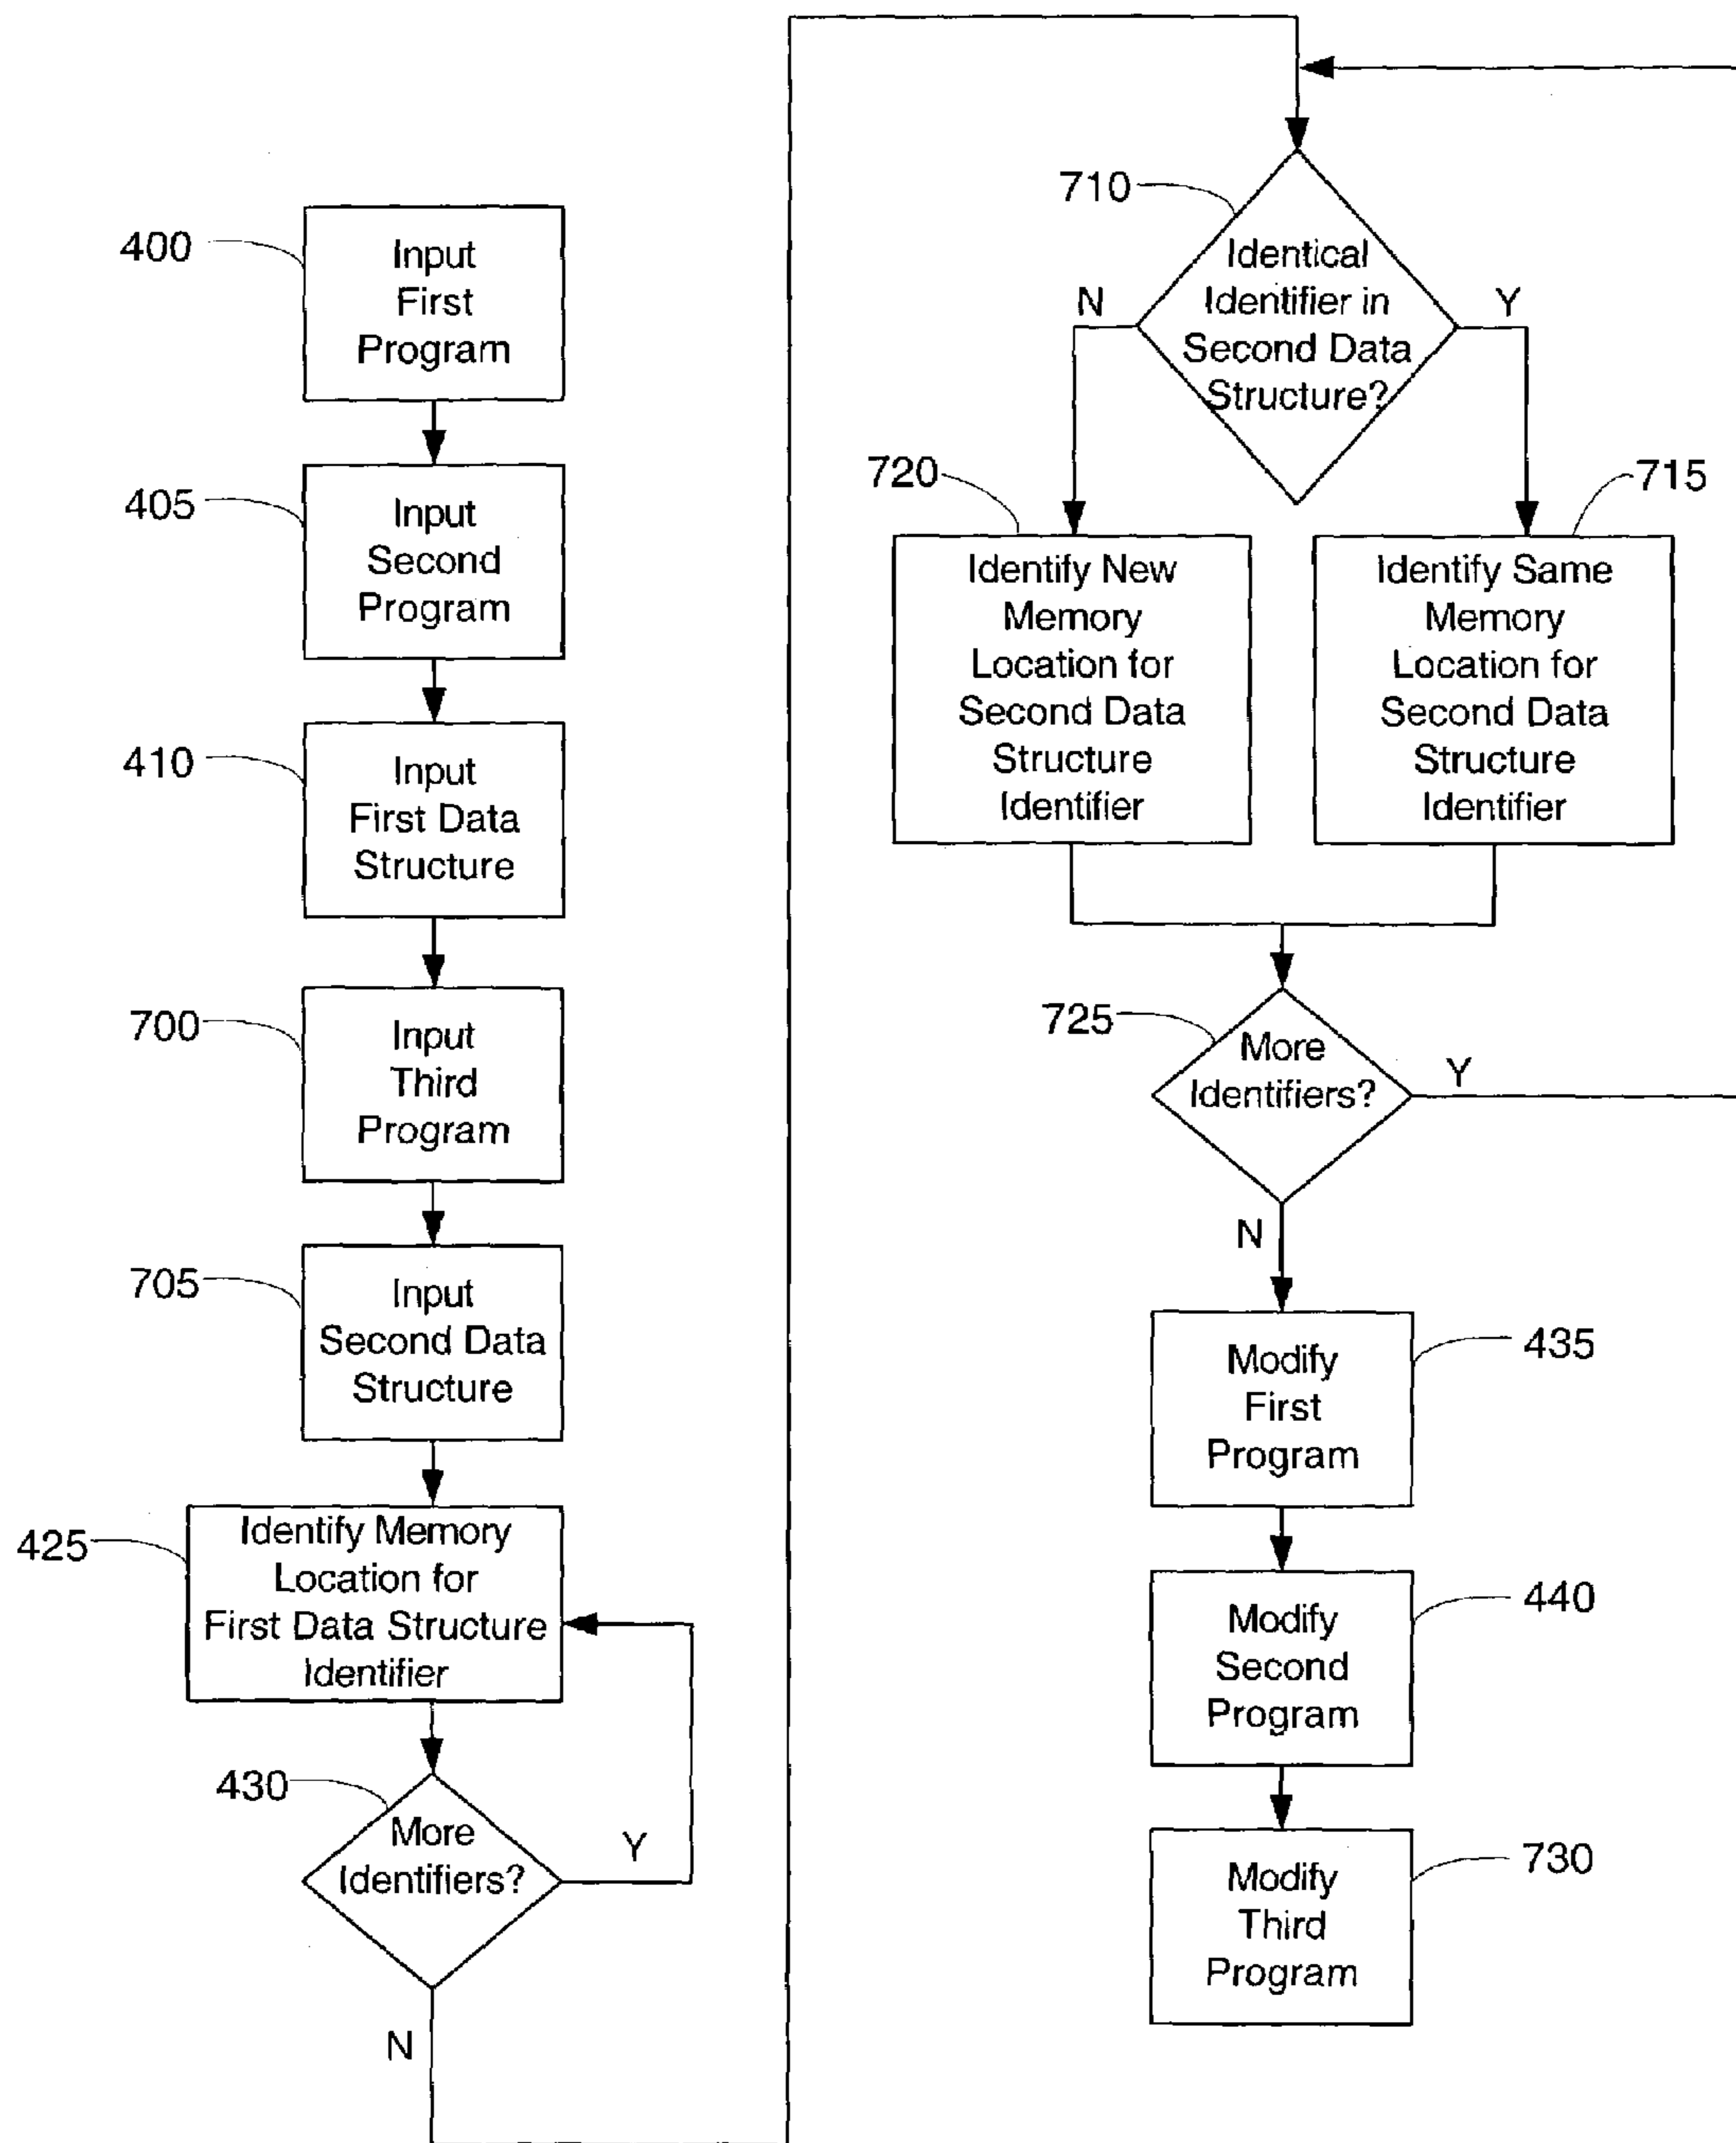 400
Input
First
Program
405
Input
Second
Program
410
Input
First Data
Structure
700
Input
Third
Program
705
Input
Second Data
Structure
425
Identify Memory
Location for
First Data Structure
Identifier
430
More
Identifiers?
Y
N
710
Identical
Identifier in
Second Data
Structure?
N
Y
720
Identify New
Memory
Location for
Second Data
Structure
Identifier
715
Identify Same
Memory
Location for
Second Data
Structure
Identifier
725
More
Identifiers?
Y
N
435
Modify
First
Program
440
Modify
Second
Program
730
Modify
Third
Program